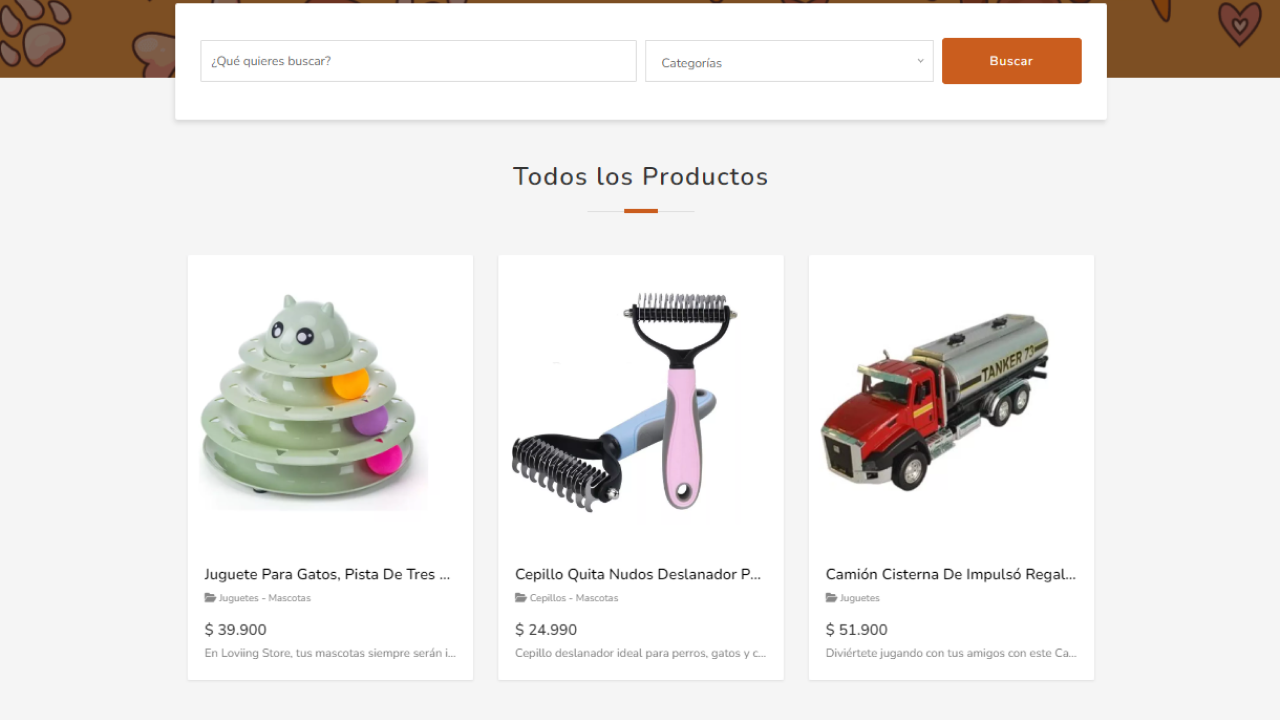 ¿Qué quieres buscar?
Categorías
Buscar
Todos los Productos
TANKER 73
Juguete Para Gatos, Pista De Tres ...
Juguetes - Mascotas
$ 39.900
En Loviing Store, tus mascotas siempre serán i...
Cepillo Quita Nudos Deslanador P...
Cepillos - Mascotas
$ 24.990
Cepillo deslanador ideal para perros, gatos y c...
Camión Cisterna De Impulsó Regal...
Juguetes
$ 51.900
Diviértete jugando con tus amigos con este Ca...